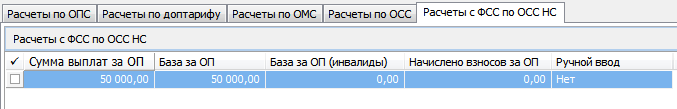 Расчеты по ОПС Расчеты по доптарифу Расчеты по ОМС Расчеты по ОСС Расчеты с ФСС по ОСС НС
Расчеты с ФСС по ОСС НС
✓ Сумма выплат за ОП База за ОП База за ОП (инвалиды) Начислено взносов за ОП Ручной ввод
50 000,00 50 000,00 0,00 0,00 Нет